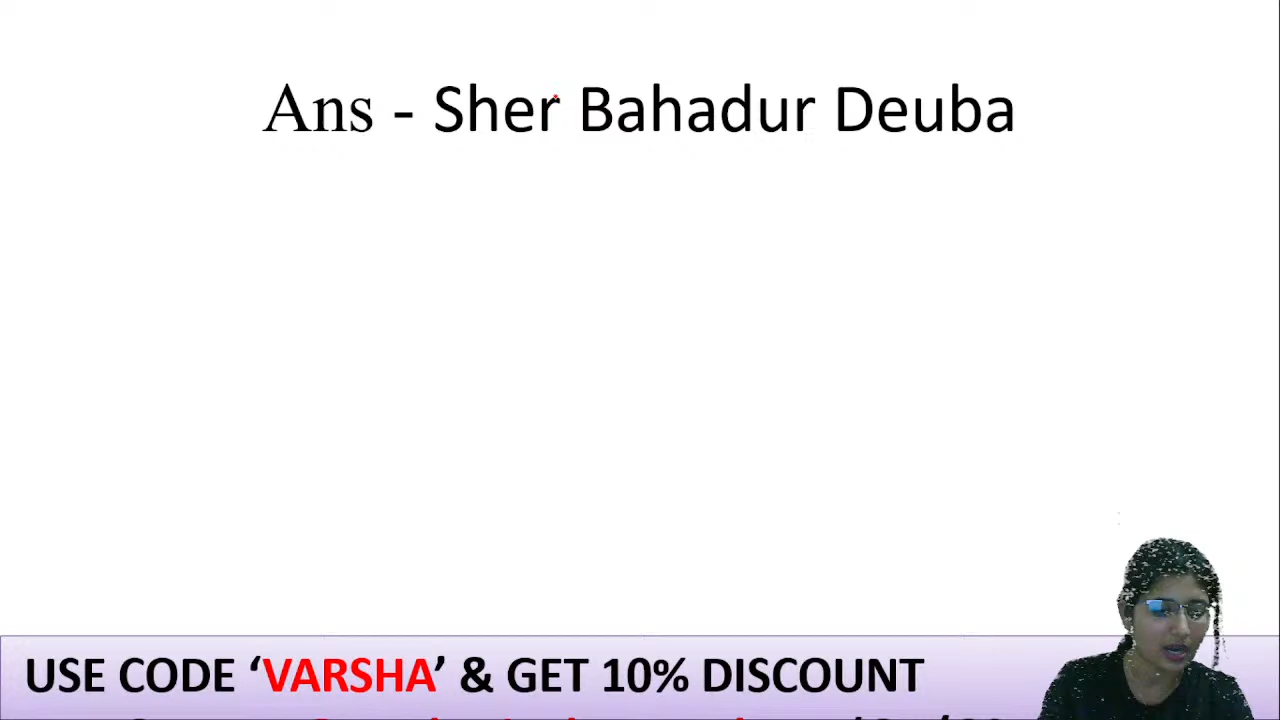 Ans - Sher Bahadur Deuba
USE CODE ‘VARSHA’ & GET 10% DISCOUNT